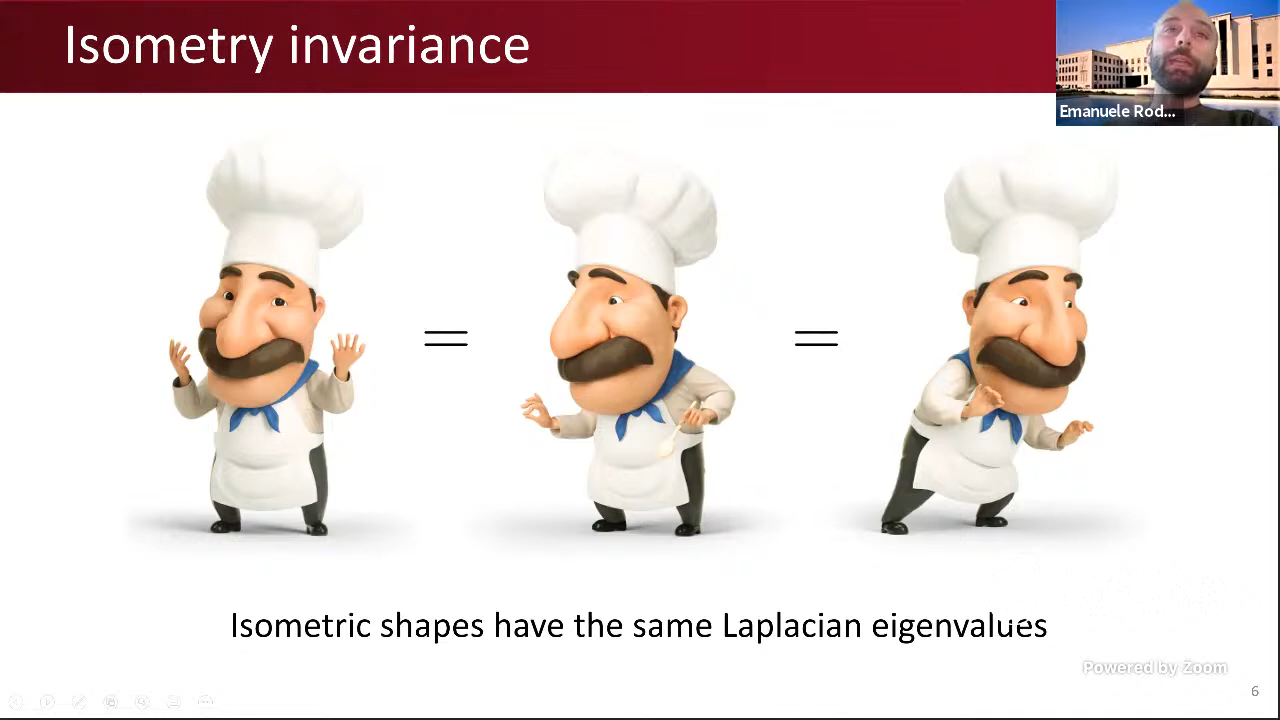 Isometry invariance
Emanuele Rod...
=
=
Isometric shapes have the same Laplacian eigenvalues
Powered by Zoom
6